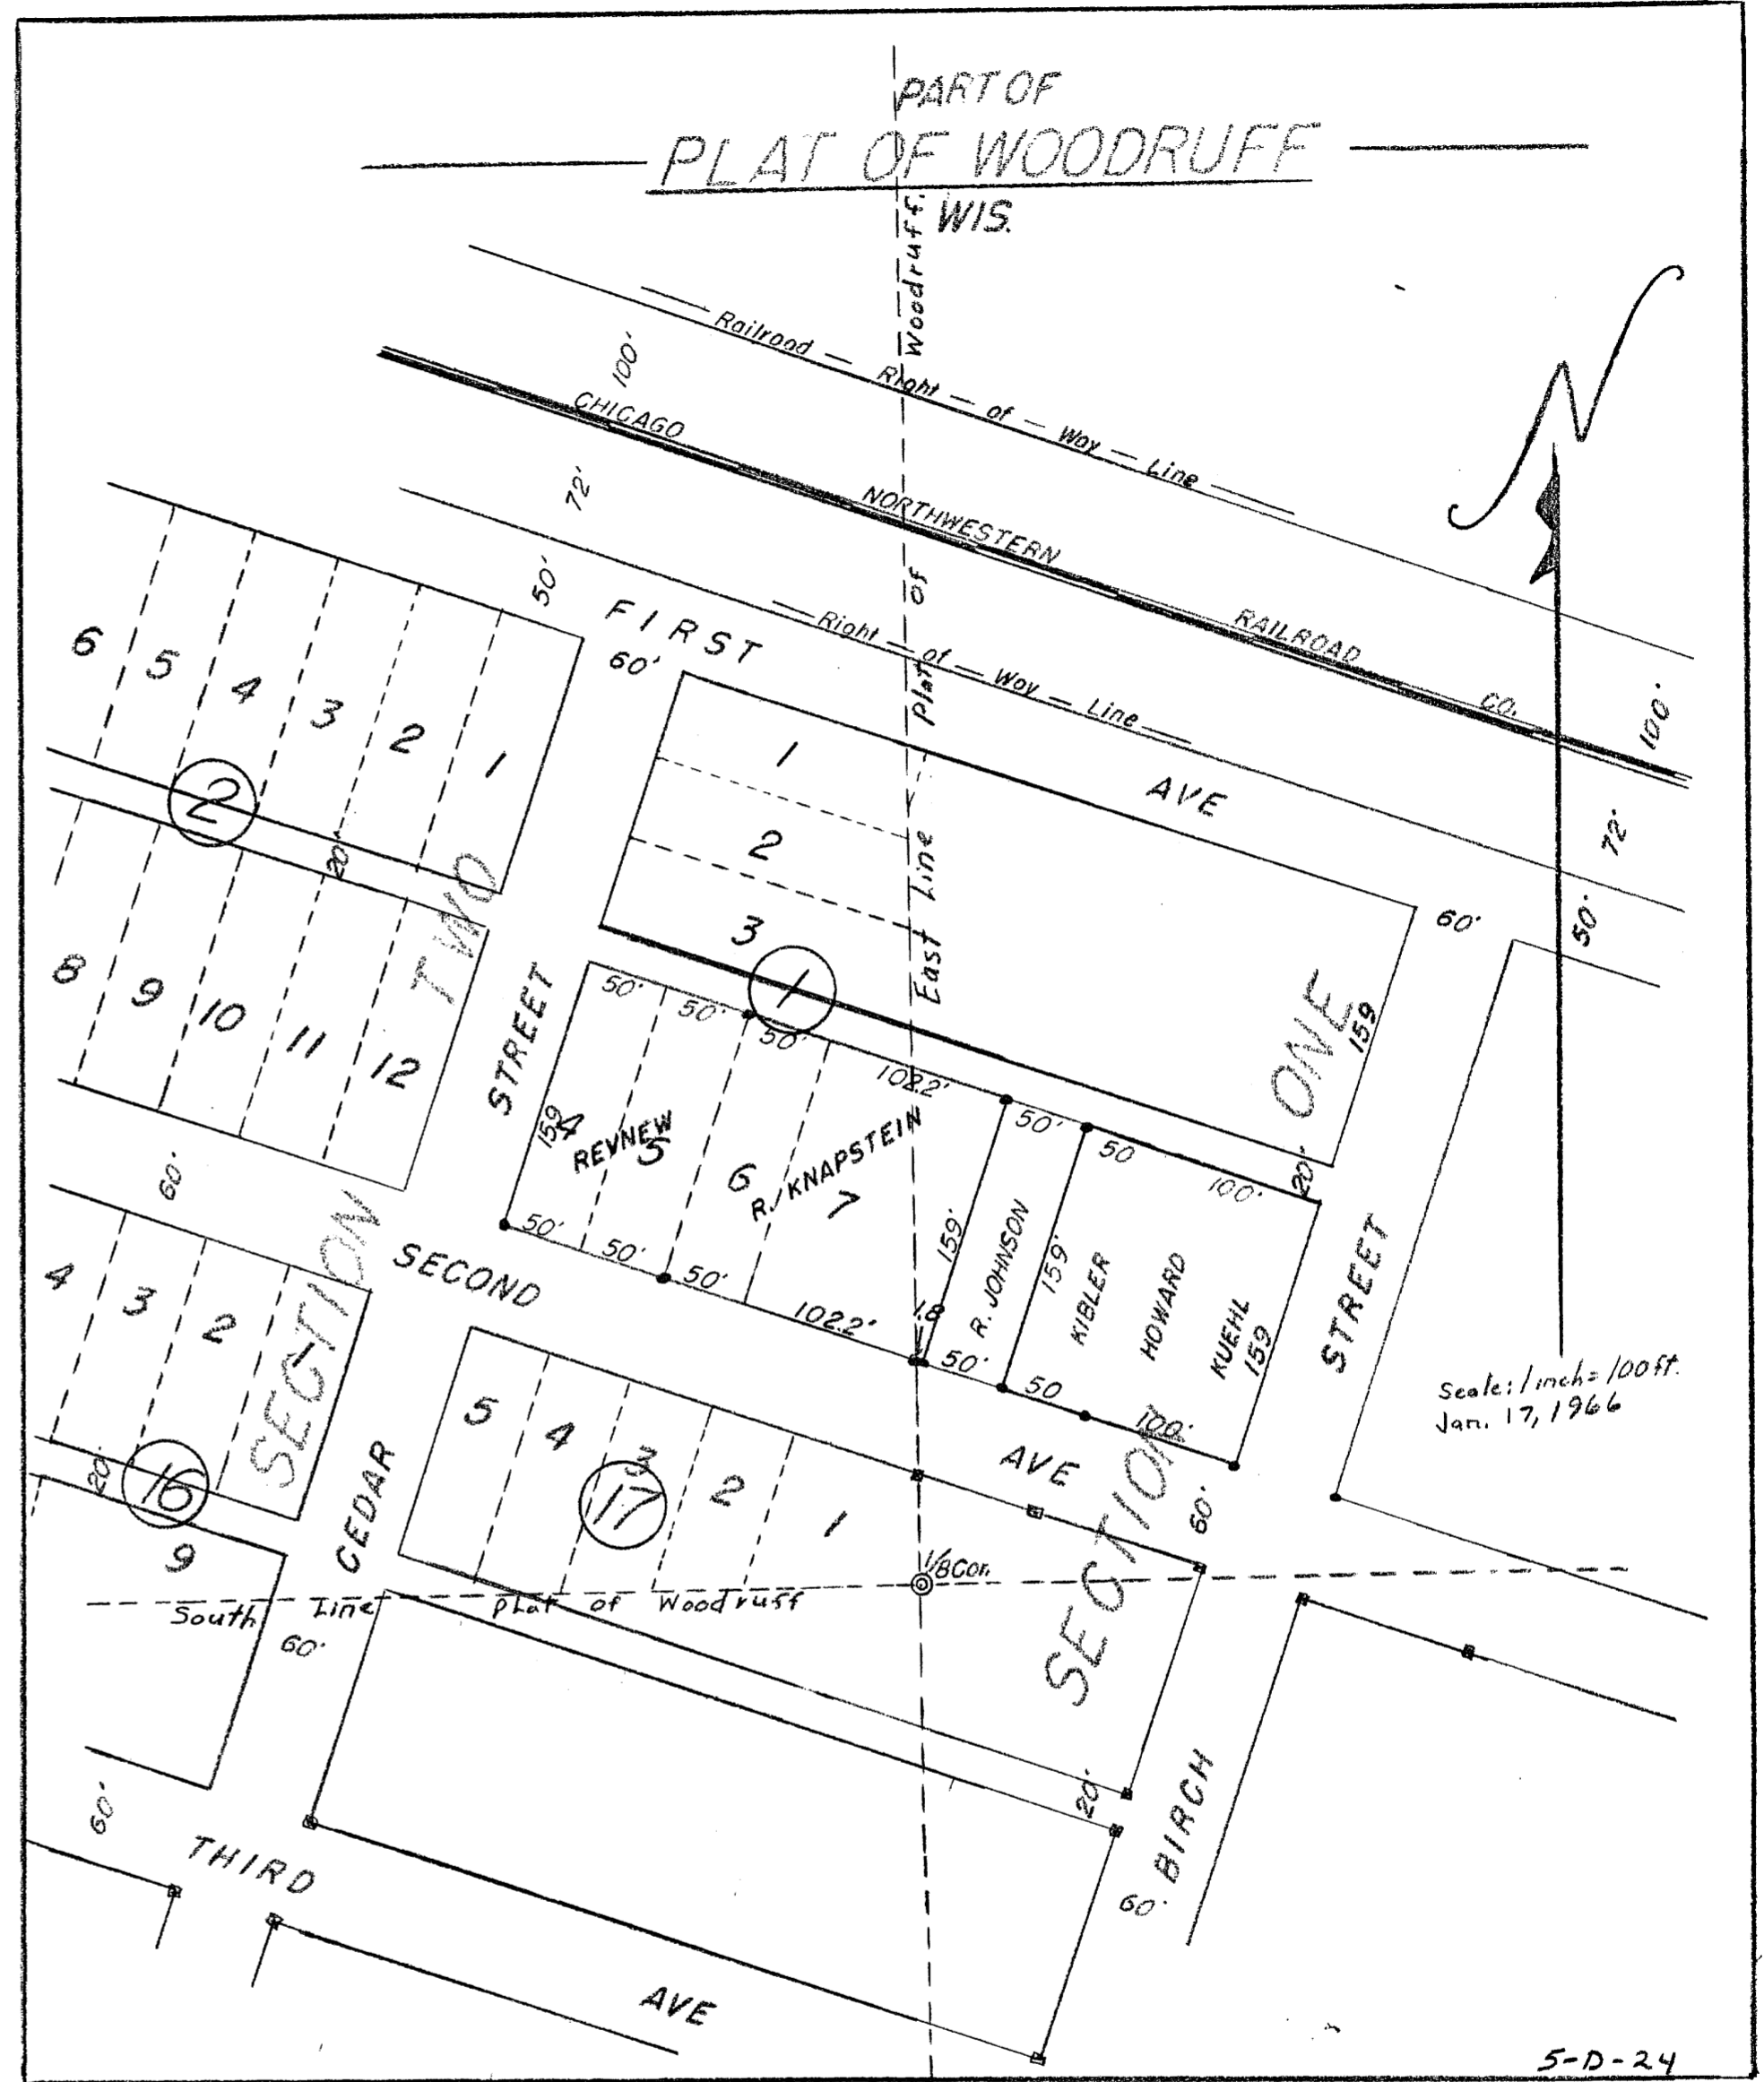 PART OF
PLAT OF WOODRUFF
WIS.
Railroad Right of Way Line
100'
CHICAGO NORTHWESTERN RAILROAD CO.
100'
72'
72'
50'
50'
Right of Way Line
FIRST AVE
60'
60'
East Line Plat of Woodruff.
6
5
4
3
2
1
2
20'
8
9
10
11
12
1
2
3
1
SECTION TWO
SECTION ONE
159
CEDAR STREET
50'
50'
50'
102.2'
50'
50
100'
20'
159
4
REVNEW
5
6
R. KNAPSTEIN
7
159'
R. JOHNSON
159'
KIBLER
HOWARD
KUEHL
159
50'
50'
50'
102.2'
1.8
50'
50
100'
60'
SECOND AVE
60'
S. BIRCH STREET
Scale: 1 inch = 100 ft.
Jan. 17, 1966
4
3
2
1
20'
16
9
5
4
3
2
1
17
1/8 Cor.
South Line Plat of Woodruff
60'
20'
60'
60'
THIRD AVE
5-D-24